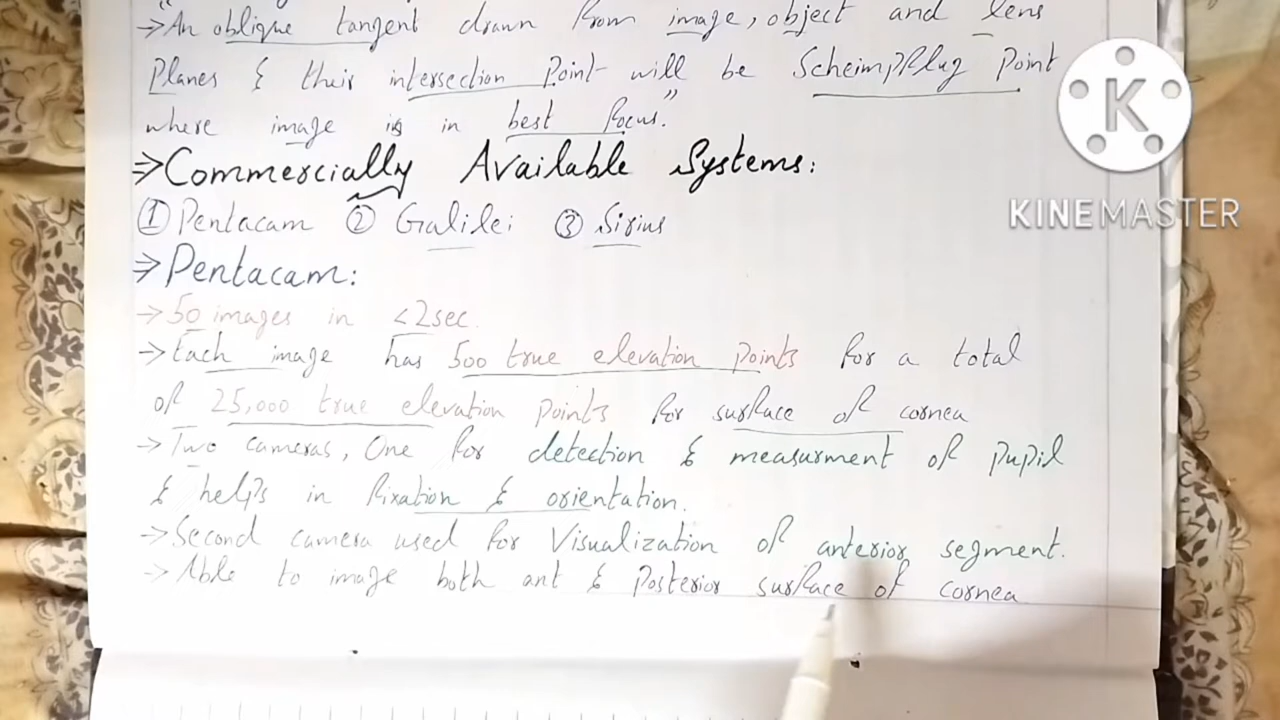 "
→An oblique tangent drawn from image, object and lens
Planes & their intersection Point will be Scheimpflug Point
where image is in best focus."
⇒Commercially Available Systems:
① Pentacam ② Galilei ③ Sirius
⇒Pentacam:
→50 images in <2sec.
→Each image has 500 true elevation points for a total
of 25,000 true elevation points for surface of cornea
→Two cameras, One for detection & measurment of pupil
& helps in fixation & orientation.
→Second camera used for Visualization of anterior segment.
→Able to image both ant & Posterior surface of cornea
K
KINEMASTER